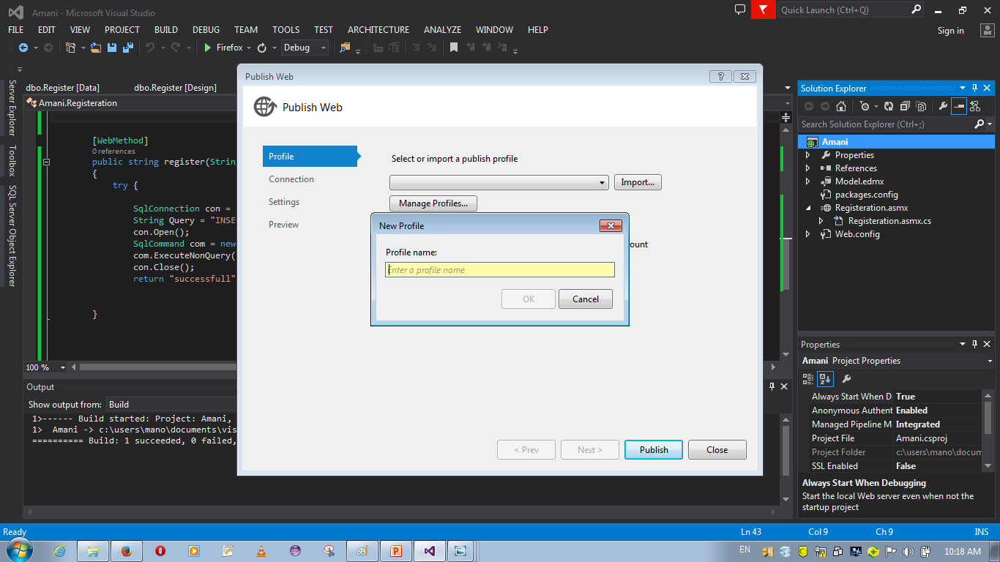 Amani - Microsoft Visual Studio
Quick Launch (Ctrl+Q)
FILE EDIT VIEW PROJECT BUILD DEBUG TEAM TOOLS TEST ARCHITECTURE ANALYZE WINDOW HELP
Sign in
Firefox Debug
Server Explorer
Toolbox
SQL Server Object Explorer
dbo.Register [Data] dbo.Register [Design]
Amani.Registeration
[WebMethod]
0 references
public string register(String
{
try {
SqlConnection con =
String Query = "INSE
con.Open();
SqlCommand com = new
com.ExecuteNonQuery(
con.Close();
return "successfull"
}
100 %
Output
Show output from: Build
1>------ Build started: Project: Amani,
1> Amani -> c:\users\mano\documents\vis
========== Build: 1 succeeded, 0 failed,
Publish Web
?
Publish Web
Profile
Connection
Settings
Preview
Select or import a publish profile
Import...
Manage Profiles...
ount
New Profile
Profile name:
Enter a profile name
OK Cancel
< Prev Next > Publish Close
Solution Explorer
Search Solution Explorer (Ctrl+;)
Amani
Properties
References
Model.edmx
packages.config
Registeration.asmx
Registeration.asmx.cs
Web.config
Properties
Amani Project Properties
Always Start When D True
Anonymous Authent Enabled
Managed Pipeline M Integrated
Project File Amani.csproj
Project Folder c:\users\mano\docum
SSL Enabled False
Always Start When Debugging
Start the local Web server even when not the
startup project
Ready Ln 43 Col 9 Ch 9 INS
EN 10:18 AM